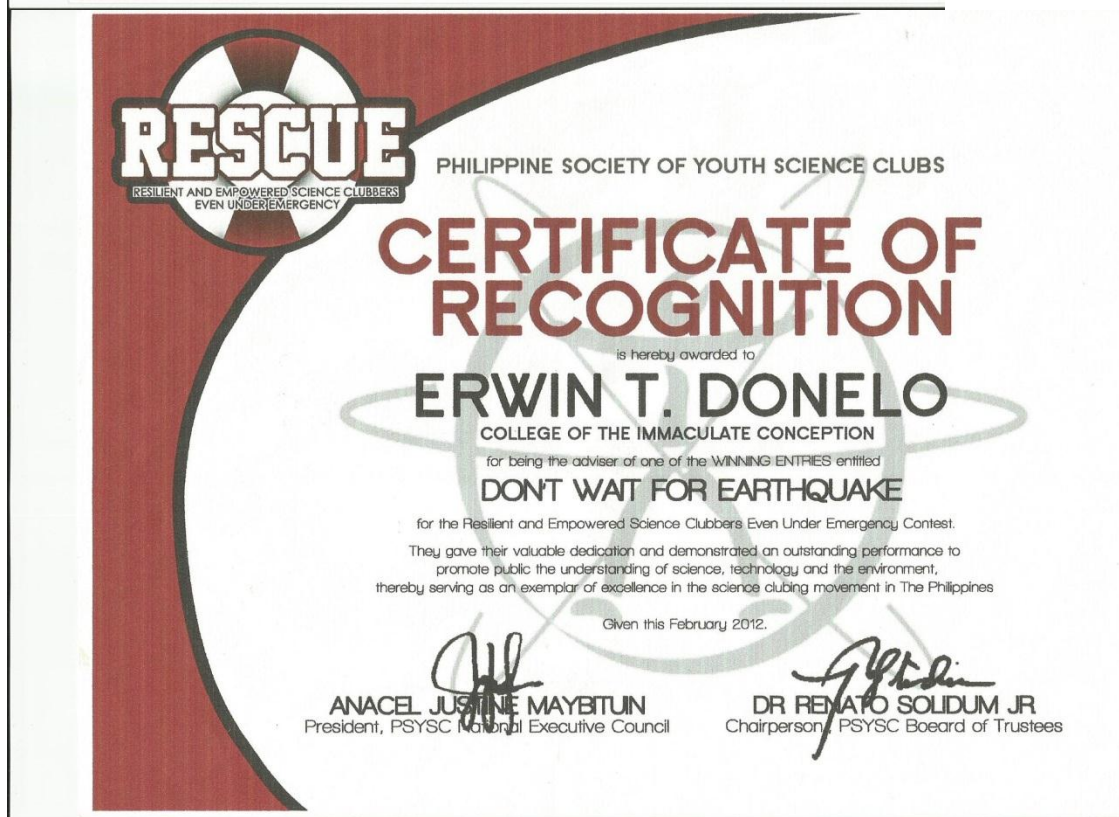 RESCUE
RESILIENT AND EMPOWERED SCIENCE CLUBBERS
EVEN UNDER EMERGENCY
PHILIPPINE SOCIETY OF YOUTH SCIENCE CLUBS
CERTIFICATE OF
RECOGNITION
is hereby awarded to
ERWIN T. DONELO
COLLEGE OF THE IMMACULATE CONCEPTION
for being the adviser of one of the WINNING ENTRIES entitled
DON'T WAIT FOR EARTHQUAKE
for the Resilient and Empowered Science Clubbers Even Under Emergency Contest.
They gave their valuable dedication and demonstrated an outstanding performance to
promote public the understanding of science, technology and the environment,
thereby serving as an exemplar of excellence in the science clubing movement in The Philippines
Given this February 2012.
ANACEL JUSTINE MAYBITUIN
President, PSYSC National Executive Council
DR RENATO SOLIDUM JR
Chairperson, PSYSC Boeard of Trustees